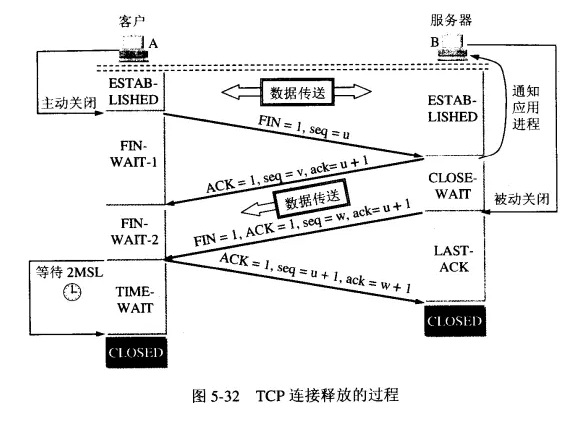 客户
服务器
A
B
ESTAB-
LISHED
数据传送
ESTAB-
LISHED
通知
应用
进程
主动关闭
FIN = 1, seq = u
FIN-
WAIT-1
ACK = 1, seq = v, ack= u + 1
CLOSE-
WAIT
数据传送
被动关闭
FIN-
WAIT-2
FIN = 1, ACK = 1, seq = w, ack= u + 1
LAST-
ACK
等待 2MSL
ACK = 1, seq = u + 1, ack = w + 1
TIME-
WAIT
CLOSED
CLOSED
图 5-32 TCP 连接释放的过程